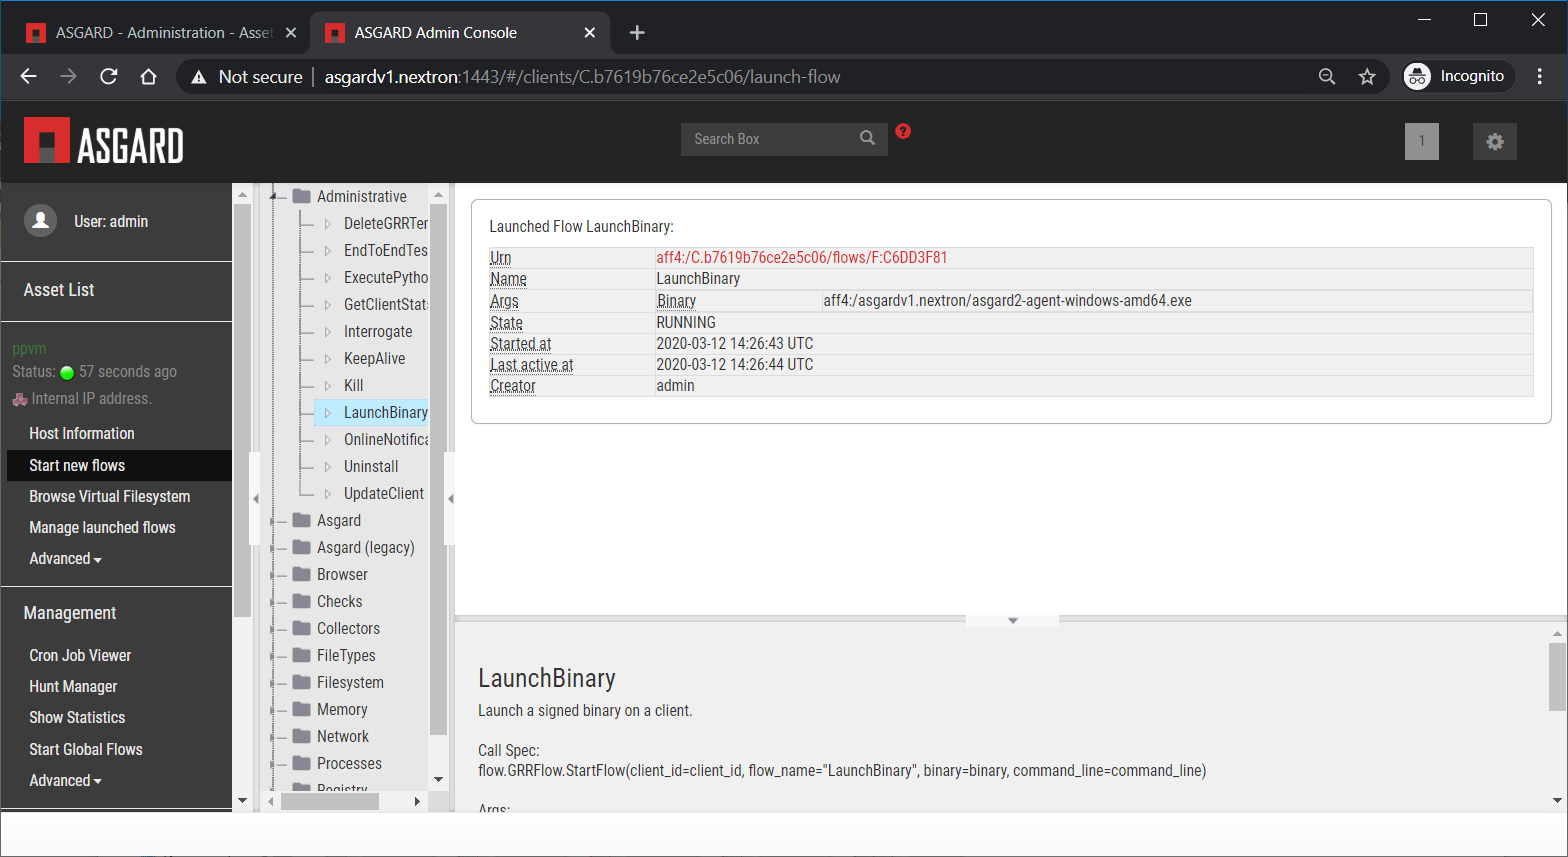 ASGARD - Administration - Asset
ASGARD Admin Console
Not secure
asgardv1.nextron:1443/#/clients/C.b7619b76ce2e5c06/launch-flow
Incognito
ASGARD
Search Box
?
1
User: admin
Asset List
ppvm
Status: 57 seconds ago
Internal IP address.
Host Information
Start new flows
Browse Virtual Filesystem
Manage launched flows
Advanced
Management
Cron Job Viewer
Hunt Manager
Show Statistics
Start Global Flows
Advanced
Administrative
DeleteGRRTer
EndToEndTes
ExecutePytho
GetClientStat
Interrogate
KeepAlive
Kill
LaunchBinary
OnlineNotifica
Uninstall
UpdateClient
Asgard
Asgard (legacy)
Browser
Checks
Collectors
FileTypes
Filesystem
Memory
Network
Processes
Registry
Launched Flow LaunchBinary:
Urn aff4:/C.b7619b76ce2e5c06/flows/F:C6DD3F81
Name LaunchBinary
Args Binary aff4:/asgardv1.nextron/asgard2-agent-windows-amd64.exe
State RUNNING
Started at 2020-03-12 14:26:43 UTC
Last active at 2020-03-12 14:26:44 UTC
Creator admin
LaunchBinary
Launch a signed binary on a client.
Call Spec:
flow.GRRFlow.StartFlow(client_id=client_id, flow_name="LaunchBinary", binary=binary, command_line=command_line)
Args: